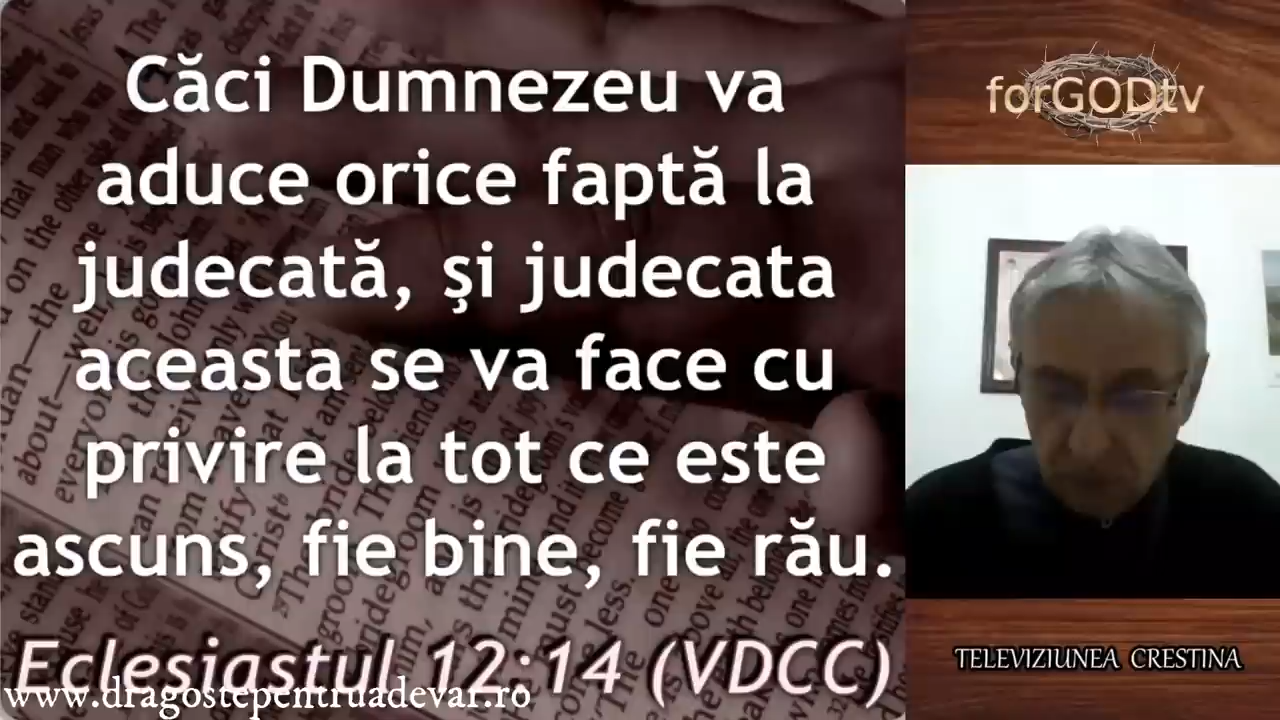 Căci Dumnezeu va
aduce orice faptă la
judecată, şi judecata
aceasta se va face cu
privire la tot ce este
ascuns, fie bine, fie rău.
Eclesiastul 12:14 (VDCC)
www.dragostepentruadevar.ro
forGODtv
TELEVIZIUNEA CRESTINA